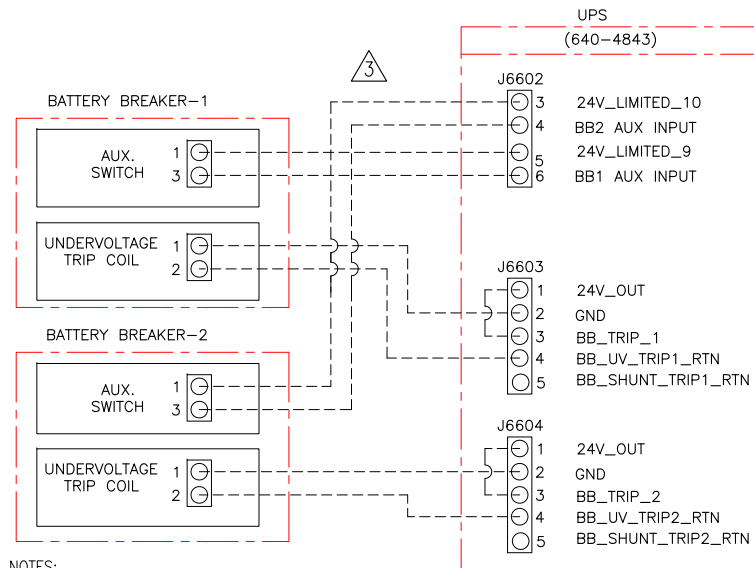 UPS
(640-4843)
3
J6602
BATTERY BREAKER-1
3 24V_LIMITED_10
4 BB2 AUX INPUT
5 24V_LIMITED_9
6 BB1 AUX INPUT
AUX.
SWITCH
1
3
UNDERVOLTAGE
TRIP COIL
1
2
J6603
1 24V_OUT
2 GND
3 BB_TRIP_1
4 BB_UV_TRIP1_RTN
5 BB_SHUNT_TRIP1_RTN
BATTERY BREAKER-2
AUX.
SWITCH
1
3
UNDERVOLTAGE
TRIP COIL
1
2
J6604
1 24V_OUT
2 GND
3 BB_TRIP_2
4 BB_UV_TRIP2_RTN
5 BB_SHUNT_TRIP2_RTN
NOTES: